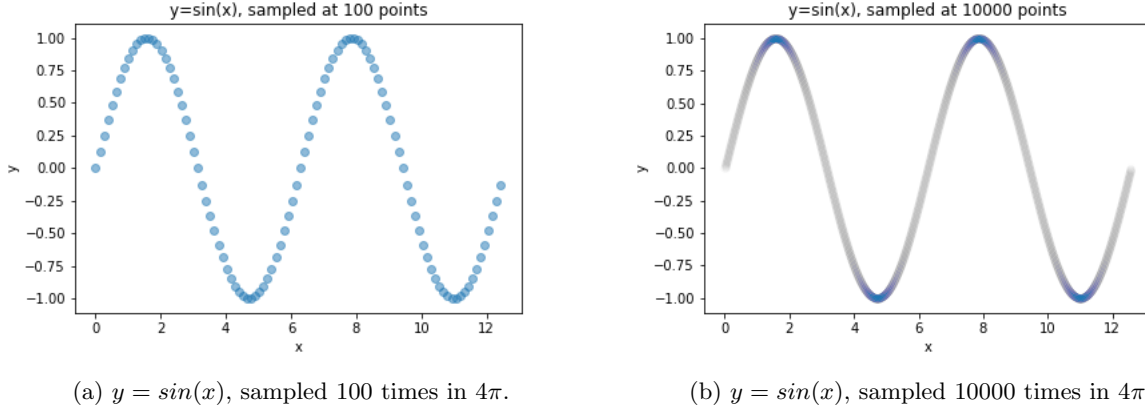 y=sin(x), sampled at 100 points
1.00
0.75
0.50
0.25
0.00
−0.25
−0.50
−0.75
−1.00
y
0 2 4 6 8 10 12
x
(a) y = sin(x), sampled 100 times in 4π.
y=sin(x), sampled at 10000 points
1.00
0.75
0.50
0.25
0.00
−0.25
−0.50
−0.75
−1.00
y
0 2 4 6 8 10 12
x
(b) y = sin(x), sampled 10000 times in 4π